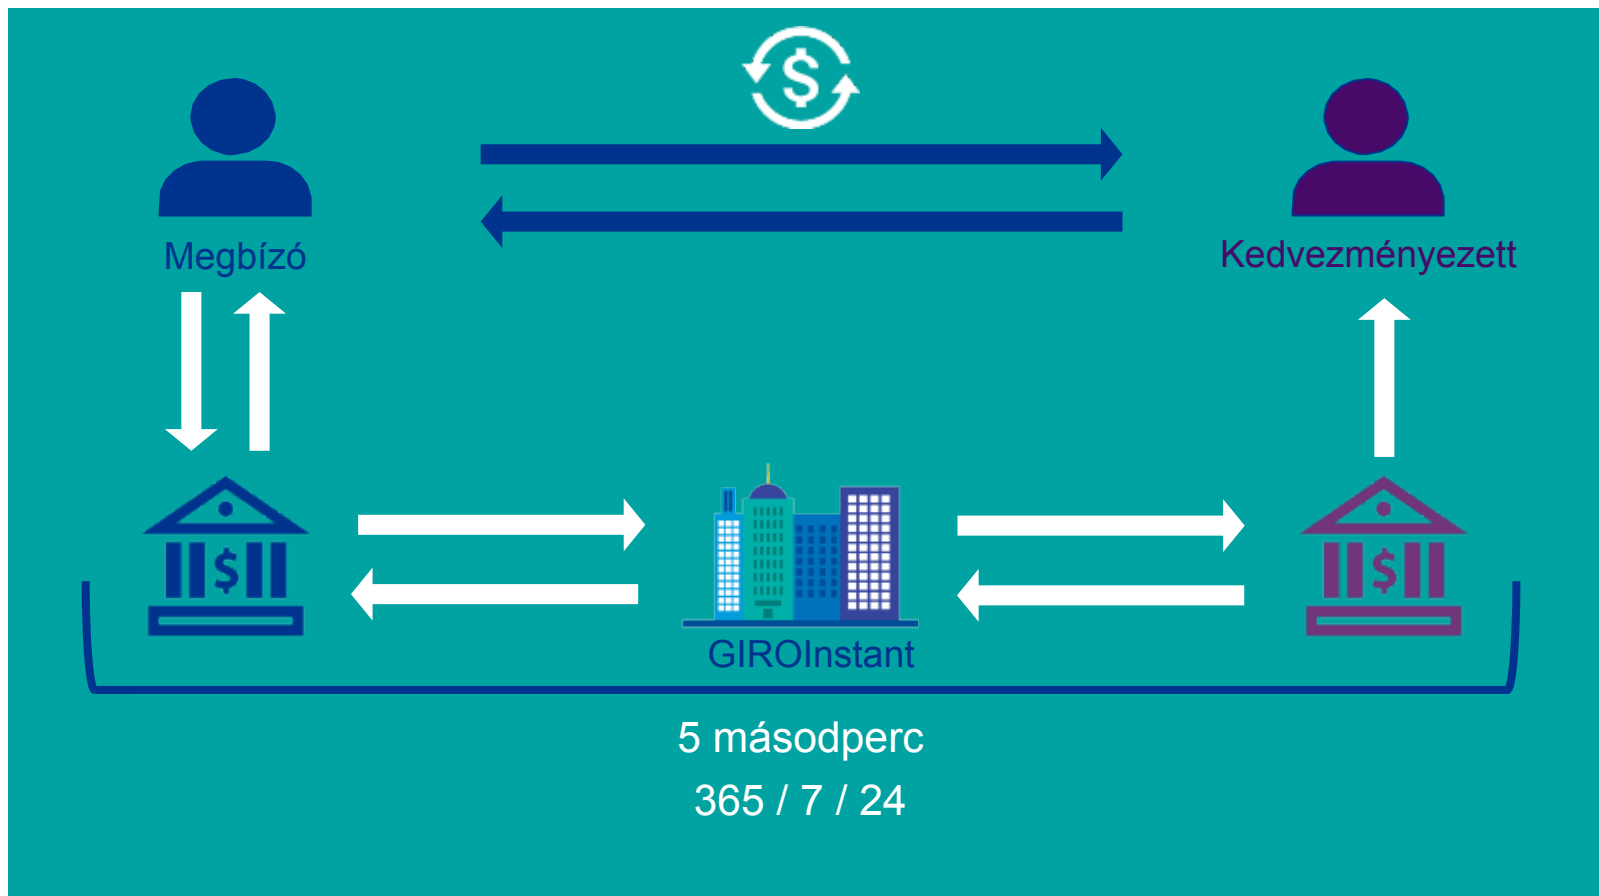 Megbízó
Kedvezményezett
GIROInstant
5 másodperc
365 / 7 / 24